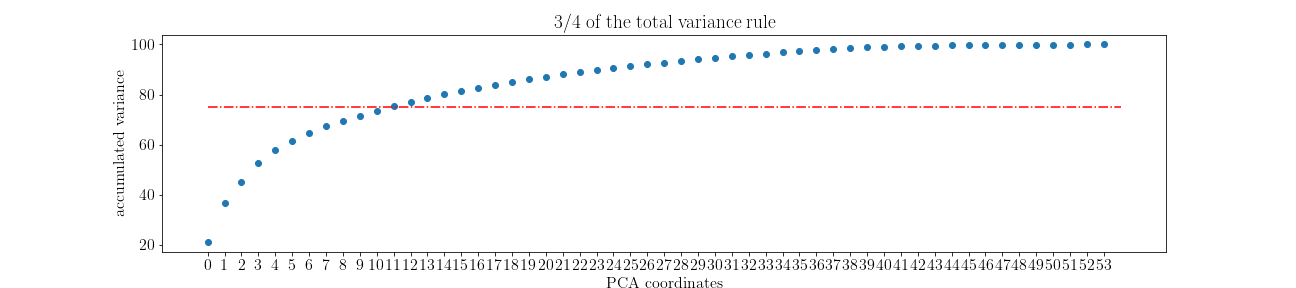 3/4 of the total variance rule
100
80
60
40
20
accumulated variance
0 1 2 3 4 5 6 7 8 9 10 11 12 13 14 15 16 17 18 19 20 21 22 23 24 25 26 27 28 29 30 31 32 33 34 35 36 37 38 39 40 41 42 43 44 45 46 47 48 49 50 51 52 53
PCA coordinates